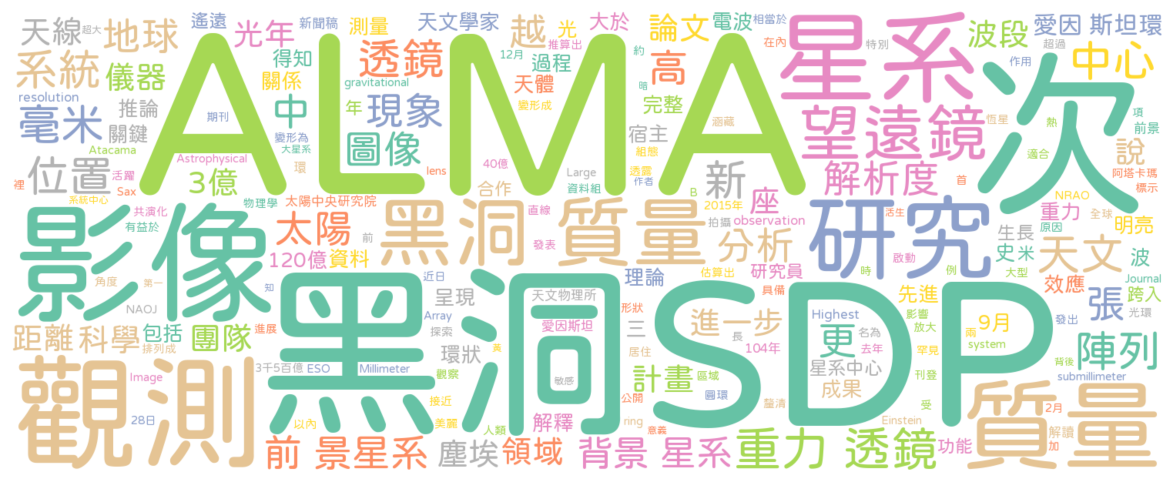 ALMA
次
星系
黑洞
SDP
影像
觀測
研究
質量
黑洞 質量
望遠鏡
天線
地球
光年
測量
天文學家
越
光
大於
論文
電波
相當於
波段
愛因 斯坦環
遙遠
新聞稿
超大
系統
儀器
得知
關係
透鏡
12月
推算出
過程
gravitational
天體
變形成
高
在內
特別
超過
作用
中心
resolution
毫米
推論
關鍵
期刊
中
變形為
大星系
年
現象
約
暗
完整
涵藏
宿主
恆星
熱
項
前景
適合
說
阿塔卡瑪
標示
Atacama
活躍
Astrophysical
環
圖像
lens
40億
Large
組態
透露
作者
解析度
首
位置
裡
Sax
3億
合作
資料組
新
B
NRAO
重力
全球
原因
明亮
系統中心
共演化
有益於
物理學
太陽中央研究院
直線
太陽
前
發表
2015年
拍攝
座
observation
活生
生長
史
米
天文
波
120億
資料
分析
研究員
啟動
時
例
大型
效應
Journal
跨入
光環
角度
第一
知
近日
理論
估算出
具備
先進
影響
放大
兩
9月
張
發出
NAOJ
進展
呈現
天文物理所
形狀
三
進一步
長
Highest
名為
更
104年
去年
罕見
system
陣列
距離
科學
包括
排列成
團隊
Array
探索
愛因斯坦
環狀
星系中心
背後
Image
3千5百億
ESO
Millimeter
觀察
黃
居住
計畫
區域
成果
刊登
submillimeter
敏感
28日
以內
接近
美麗
人類
解釋
公開
圓環
釐清
ring
意義
Einstein
受
2月
解讀
加
前 景星系
塵埃
領域
背景 星系
重力 透鏡
功能